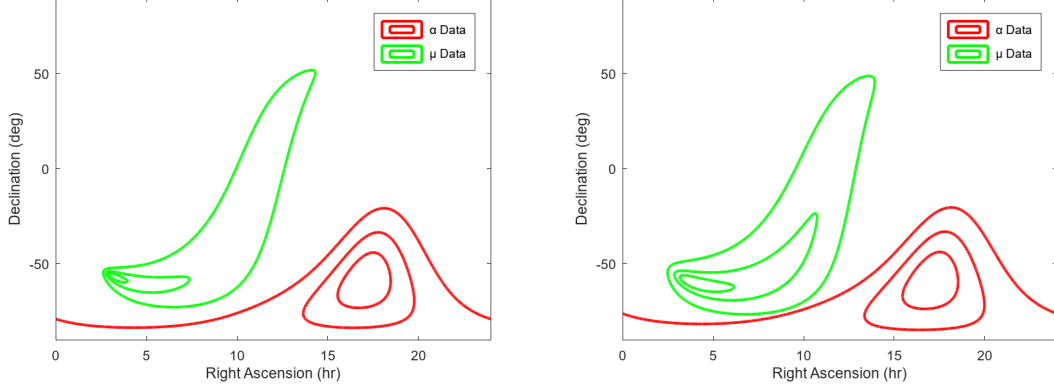 α Data
μ Data
50
0
-50
Declination (deg)
0
5
10
15
20
Right Ascension (hr)
α Data
μ Data
50
0
-50
Declination (deg)
0
5
10
15
20
Right Ascension (hr)